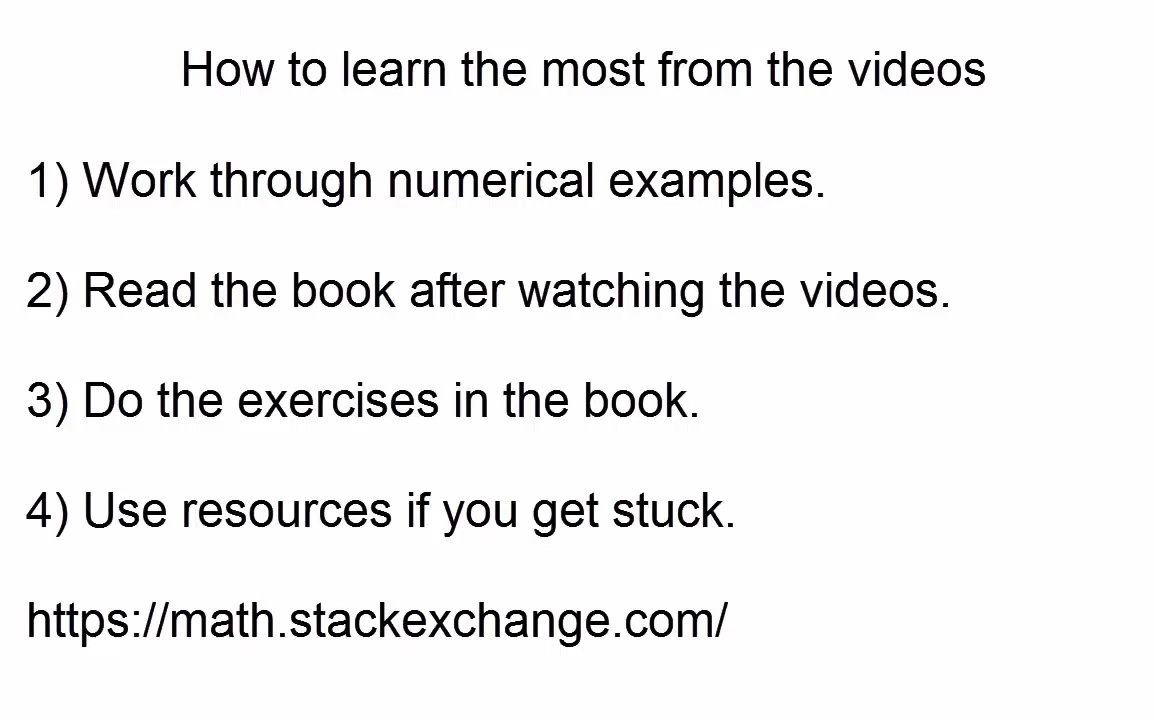 How to learn the most from the videos
1) Work through numerical examples.
2) Read the book after watching the videos.
3) Do the exercises in the book.
4) Use resources if you get stuck.
https://math.stackexchange.com/